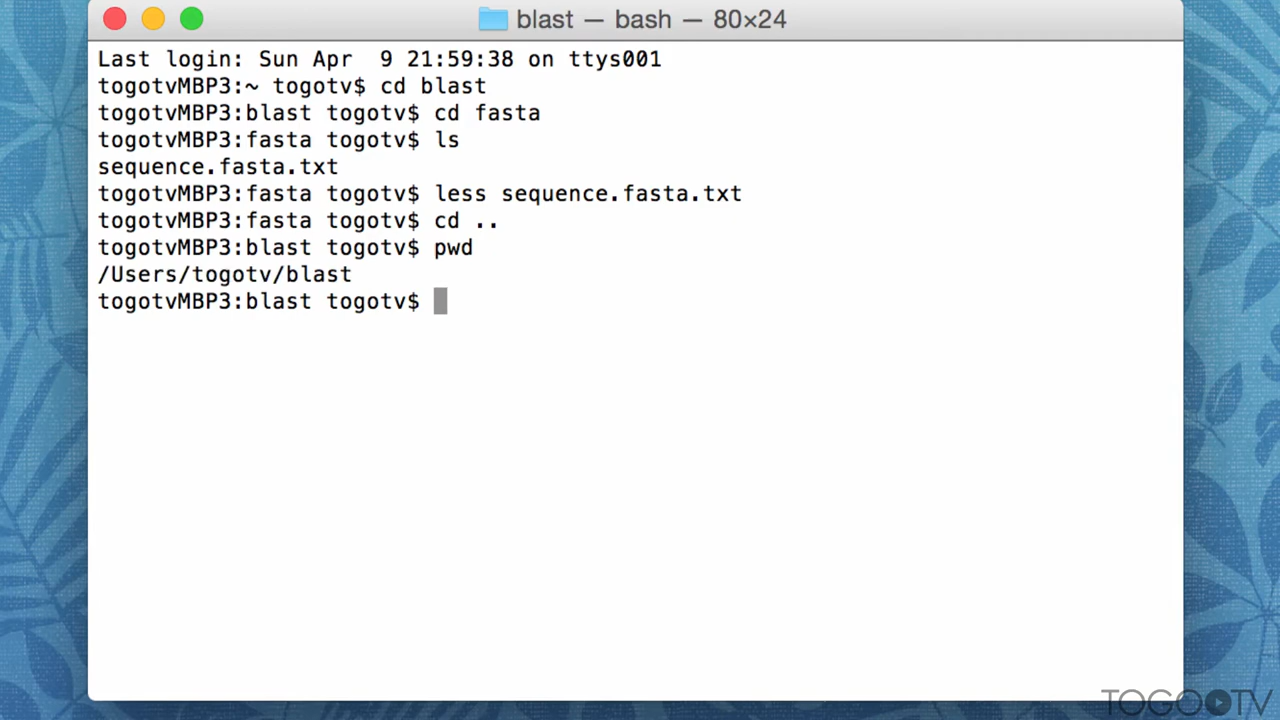 blast — bash — 80×24
Last login: Sun Apr  9 21:59:38 on ttys001
togotvMBP3:~ togotv$ cd blast
togotvMBP3:blast togotv$ cd fasta
togotvMBP3:fasta togotv$ ls
sequence.fasta.txt
togotvMBP3:fasta togotv$ less sequence.fasta.txt
togotvMBP3:fasta togotv$ cd ..
togotvMBP3:blast togotv$ pwd
/Users/togotv/blast
togotvMBP3:blast togotv$
TOGOTV